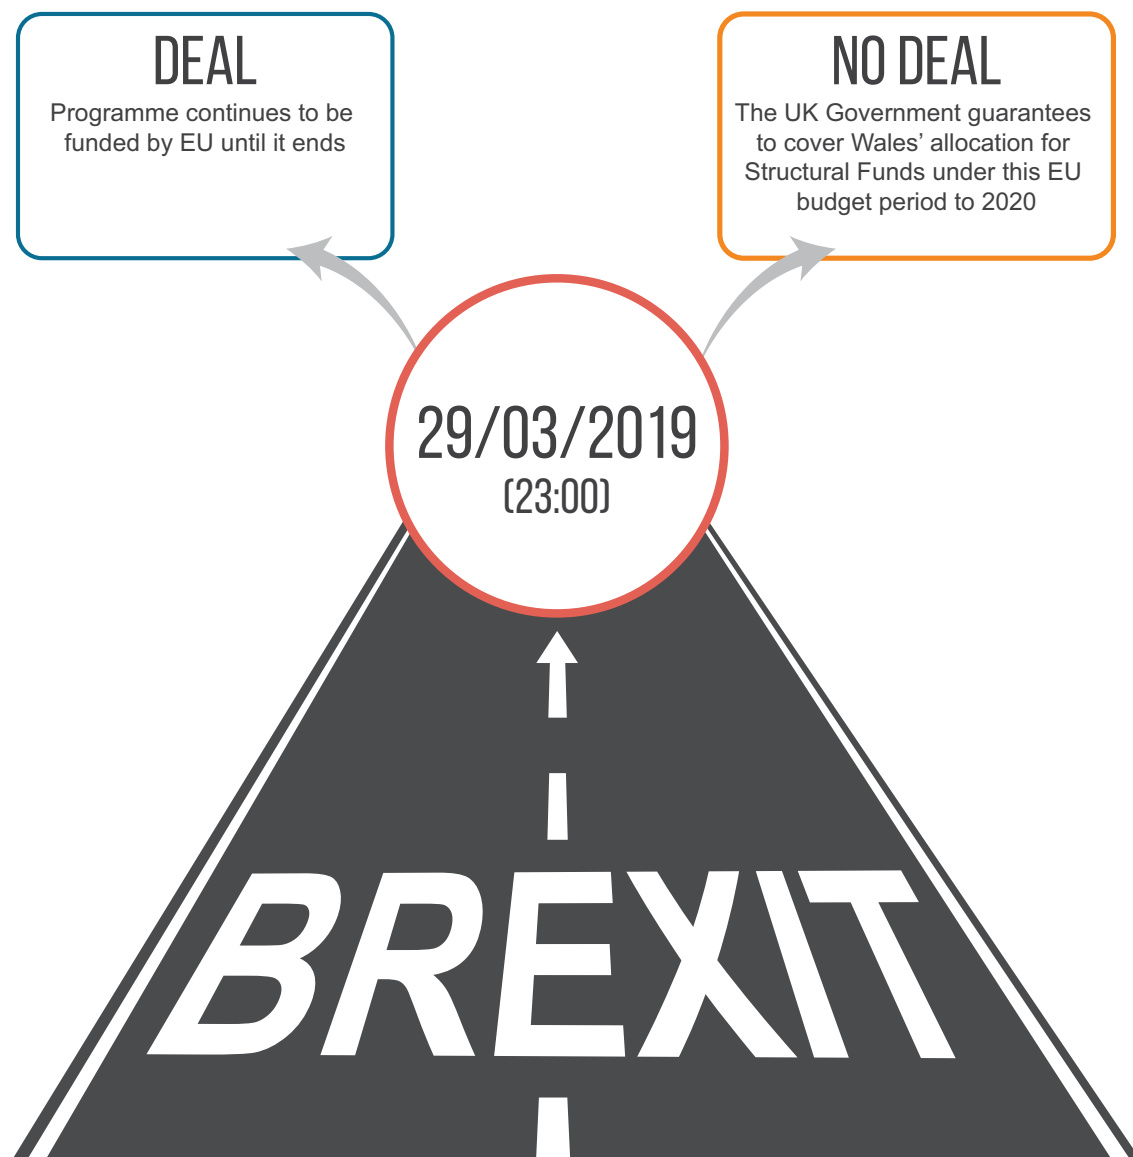 DEAL
Programme continues to be
funded by EU until it ends
NO DEAL
The UK Government guarantees
to cover Wales’ allocation for
Structural Funds under this EU
budget period to 2020
29/03/2019
(23:00)
BREXIT